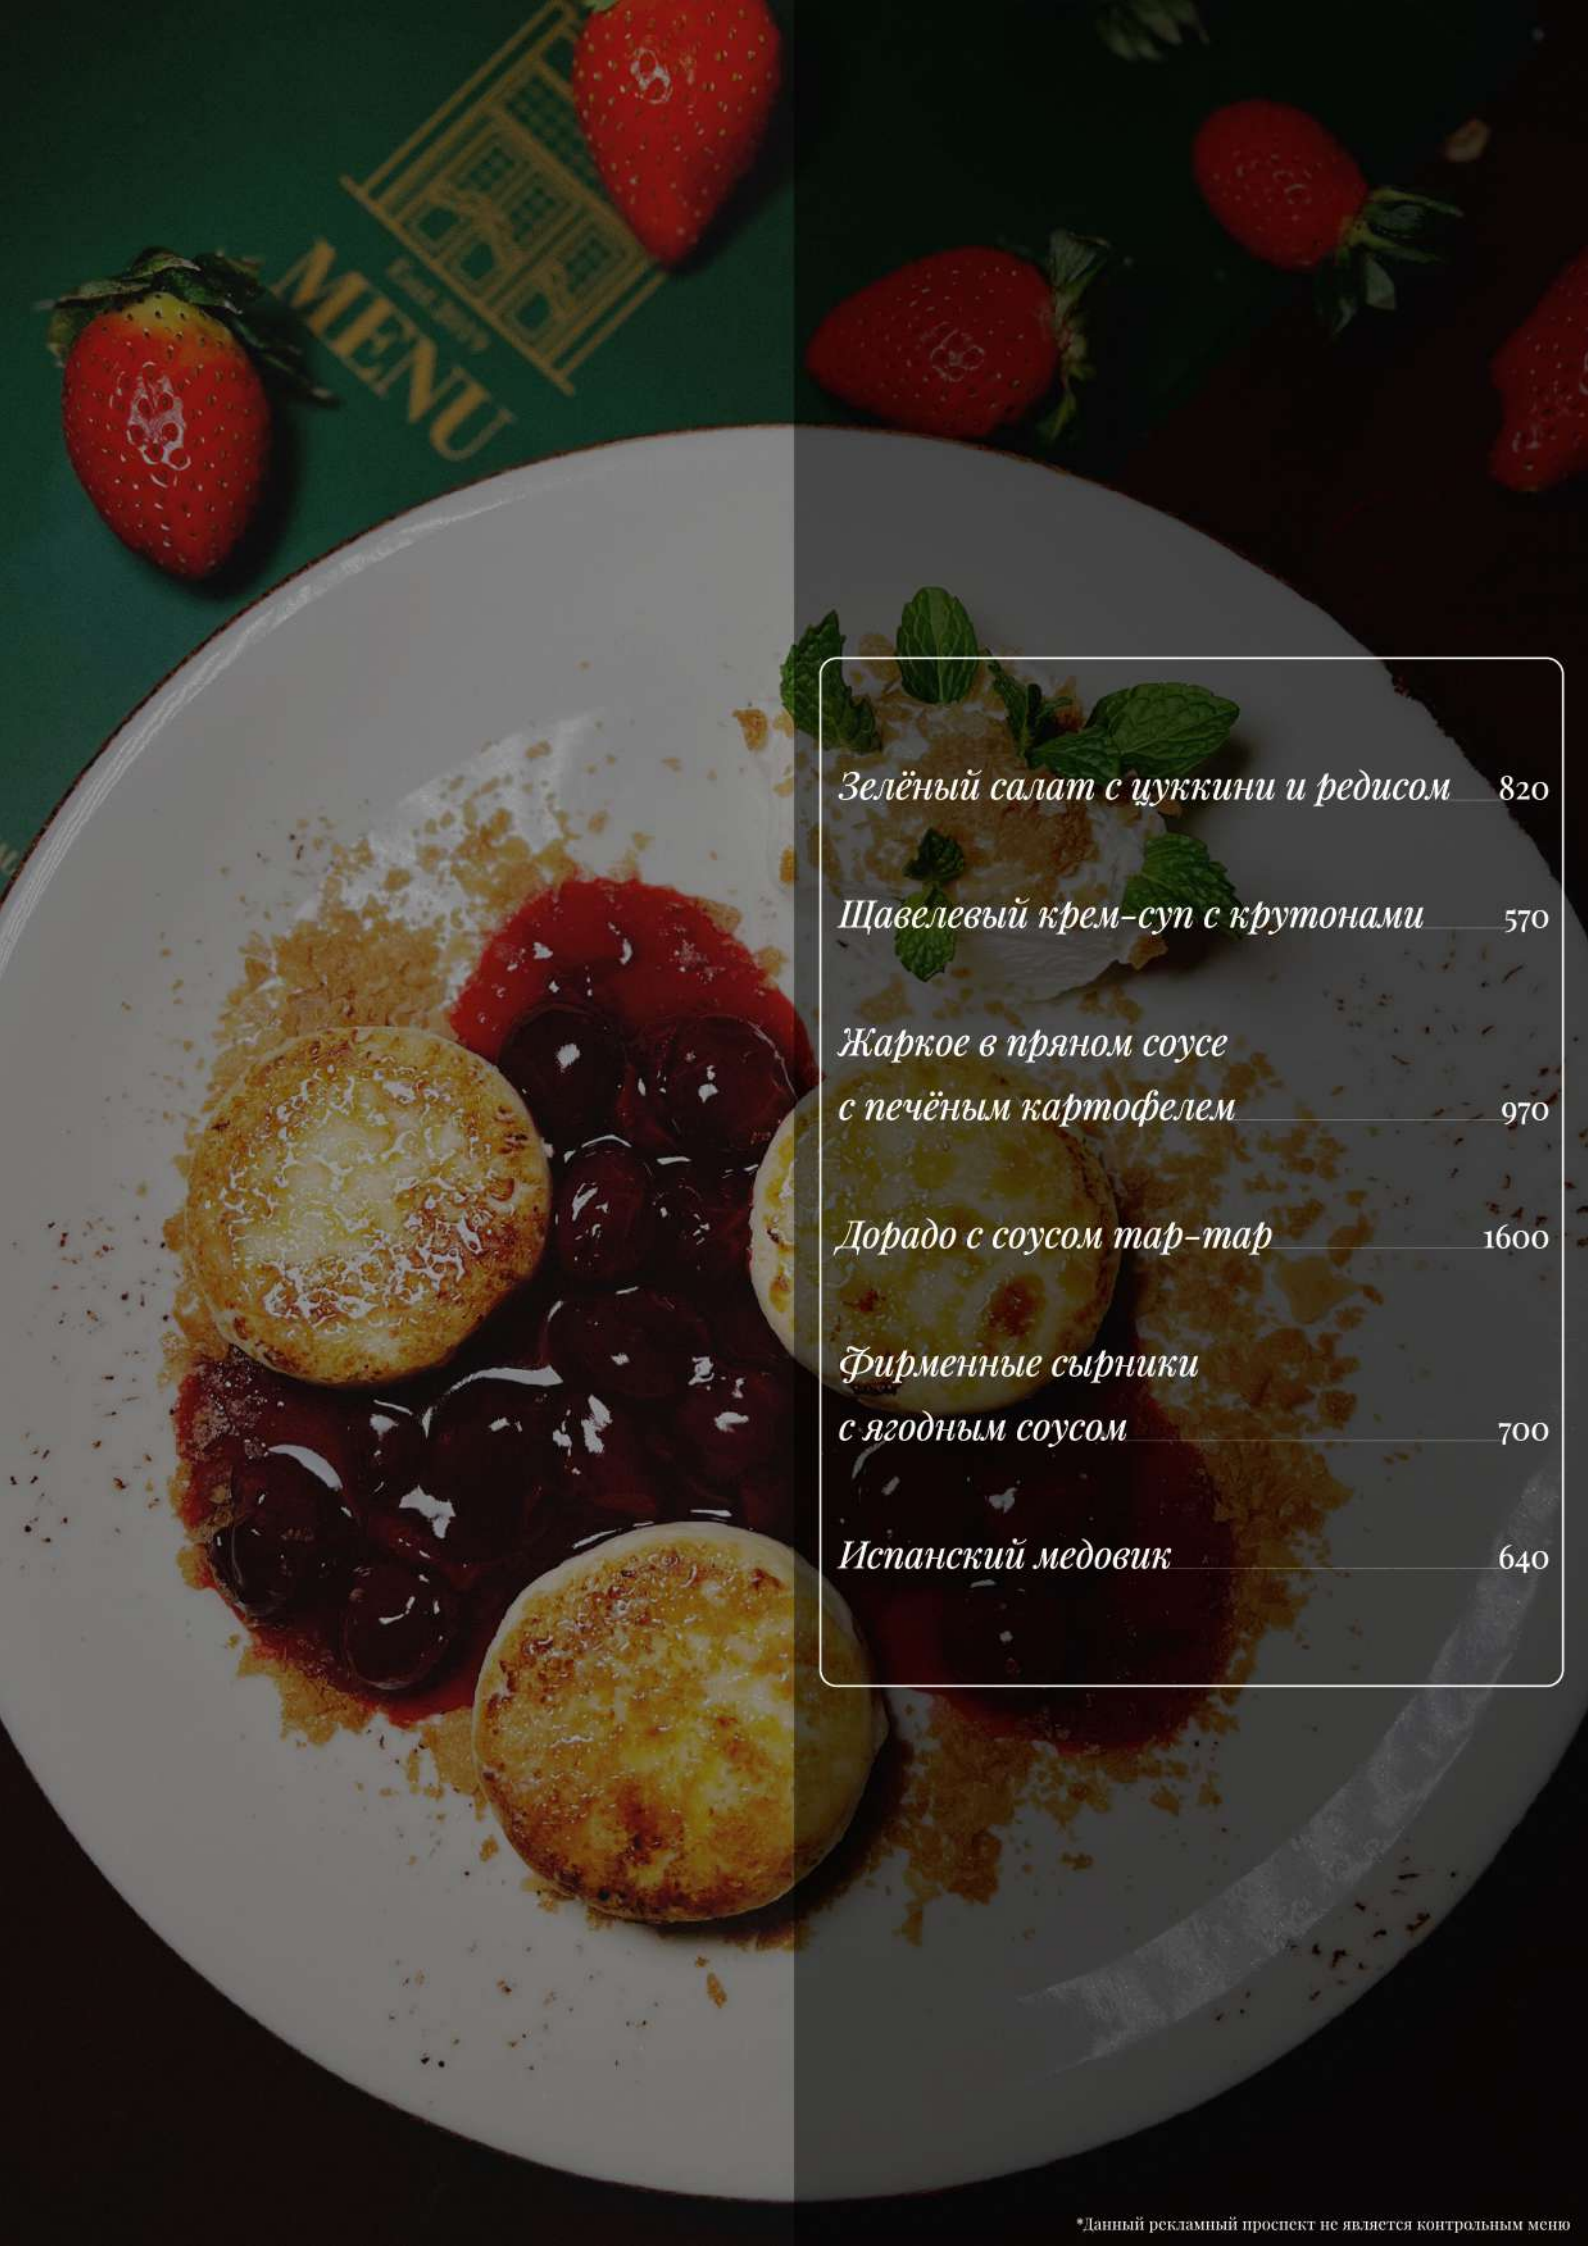 MENU
Зелёный салат с цуккини и редисом 820
Щавелевый крем-суп с крутонами 570
Жаркое в пряном соусе
с печёным картофелем 970
Дорадо с соусом тар-тар 1600
Фирменные сырники
с ягодным соусом 700
Испанский медовик 640
*Данный рекламный проспект не является контрольным меню